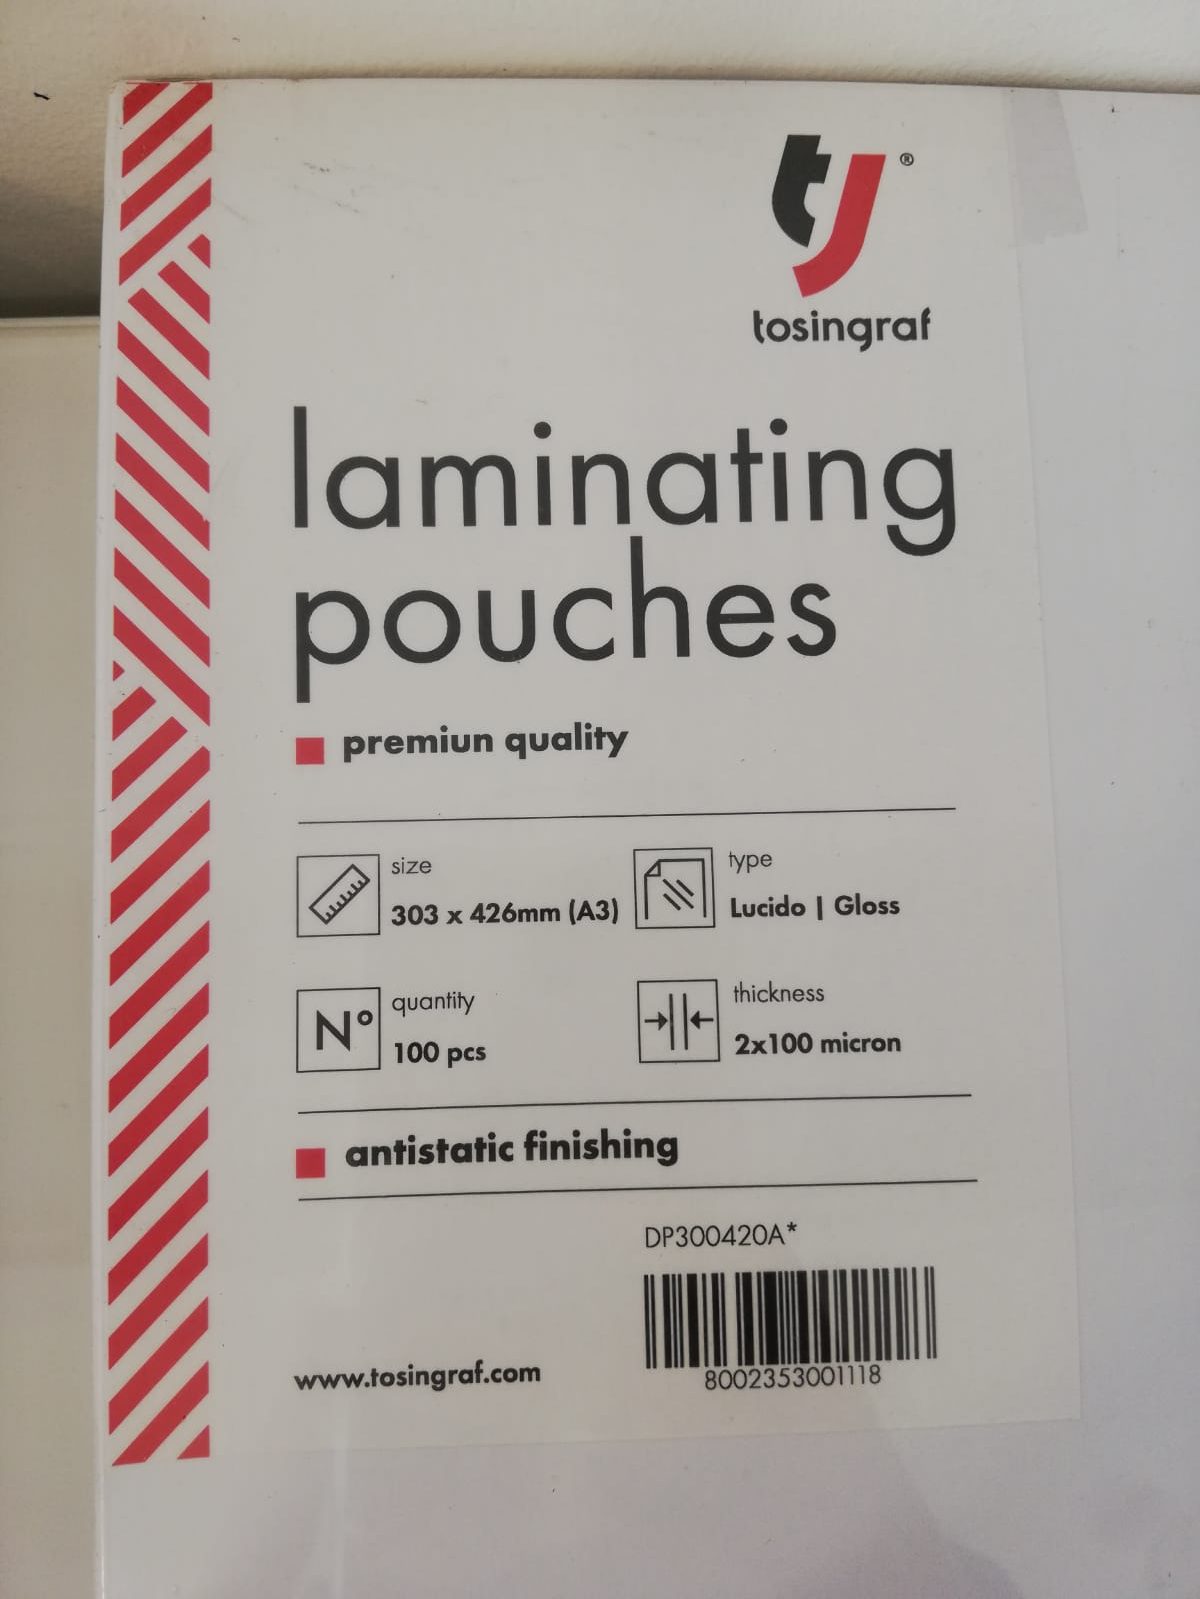 tj®
tosingraf
laminating
pouches
premiun quality
size
303 x 426mm (A3)
type
Lucido | Gloss
N° quantity
100 pcs
thickness
2x100 micron
antistatic finishing
DP300420A*
8002353001118
www.tosingraf.com